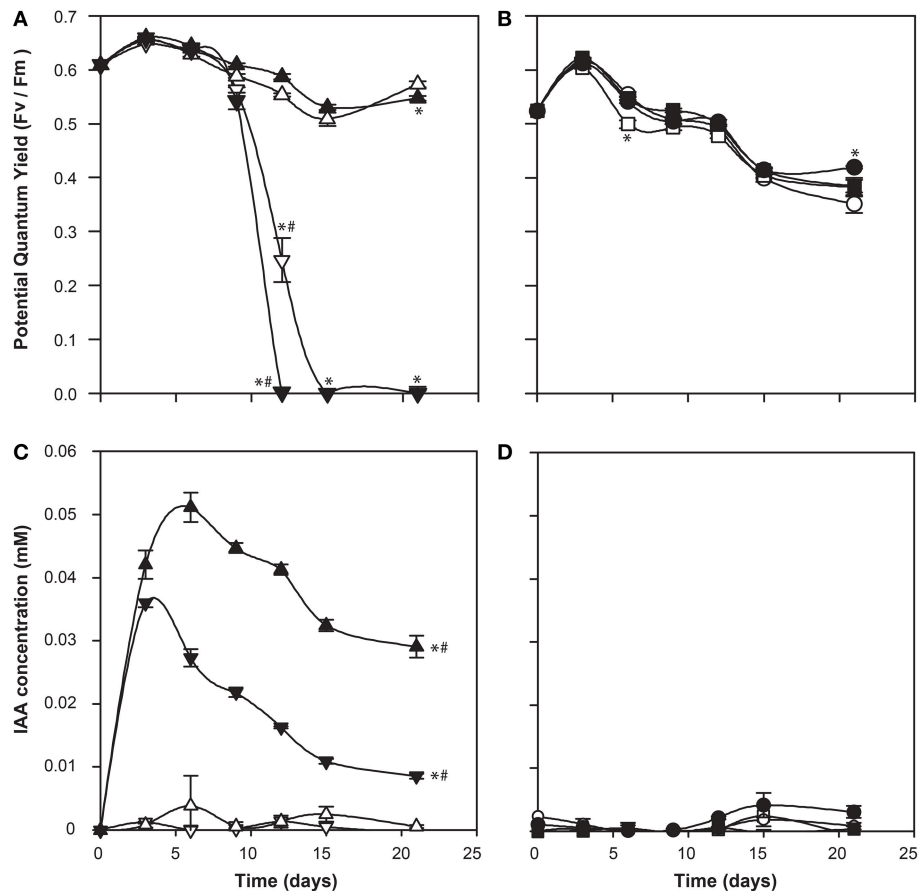 A
B
Potential Quantum Yield (Fv / Fm )
0.7
0.6
0.5
0.4
0.3
0.2
0.1
0.0
*
*#
*#
*
*
*
*
C
D
IAA concentration (mM)
0.06
0.05
0.04
0.03
0.02
0.01
0
*#
*#
0 5 10 15 20 25
0 5 10 15 20 25
Time (days)
Time (days)